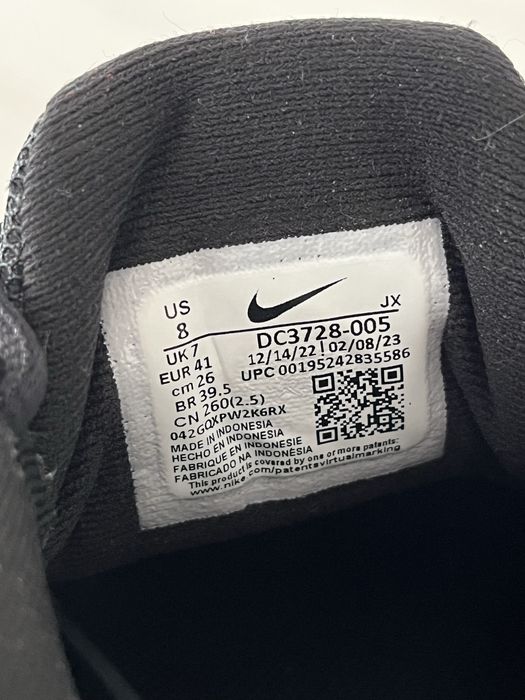 US
8
JX
DC3728-005
UK 7
12/14/22 | 02/08/23
EUR 41
UPC 00195242835586
cm 26
BR 39.5
CN 260(2.5)
042GQXPW2K6RX
MADE IN INDONESIA
HECHO EN INDONESIA
FABRIQUE EN INDONESIE
FABRICADO NA INDONÉSIA
This product is covered by one or more patents:
www.nike.com/patentsvirtualmarking